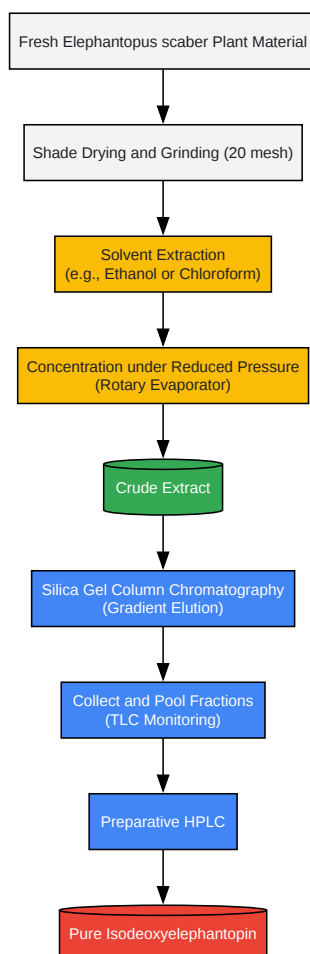 Fresh Elephantopus scaber Plant Material
Shade Drying and Grinding (20 mesh)
Solvent Extraction
(e.g., Ethanol or Chloroform)
Concentration under Reduced Pressure
(Rotary Evaporator)
Crude Extract
Silica Gel Column Chromatography
(Gradient Elution)
Collect and Pool Fractions
(TLC Monitoring)
Preparative HPLC
Pure Isodeoxyelephantopin